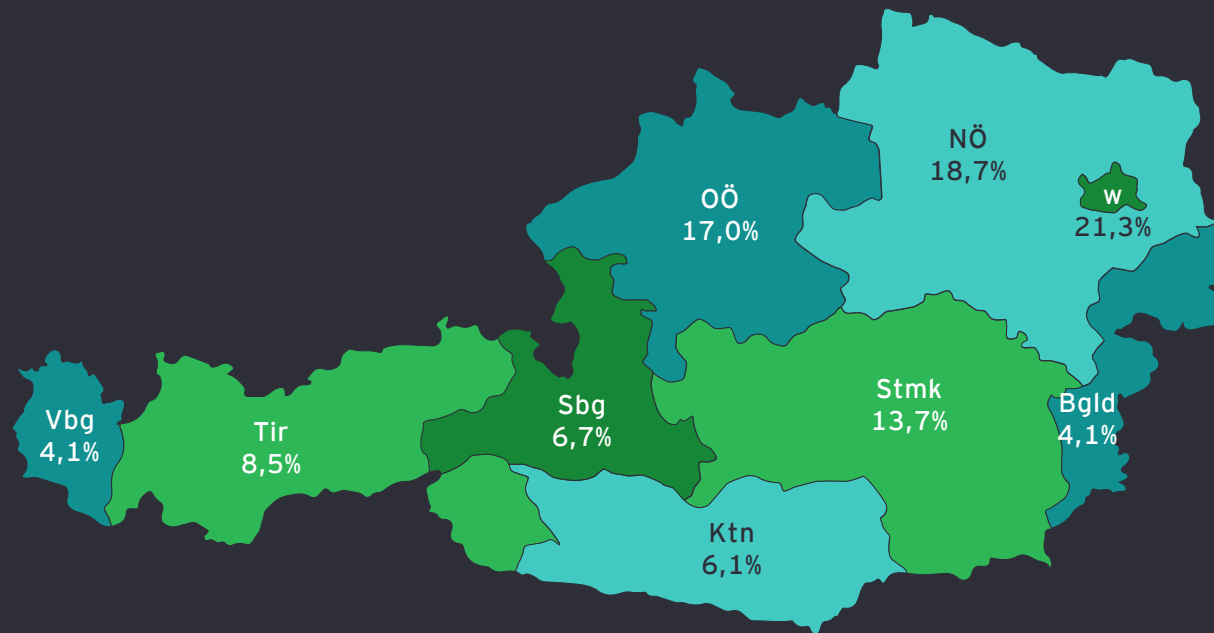 NÖ
18,7%
W
21,3%
OÖ
17,0%
Vbg
4,1%
Tir
8,5%
Sbg
6,7%
Stmk
13,7%
Bgld
4,1%
Ktn
6,1%